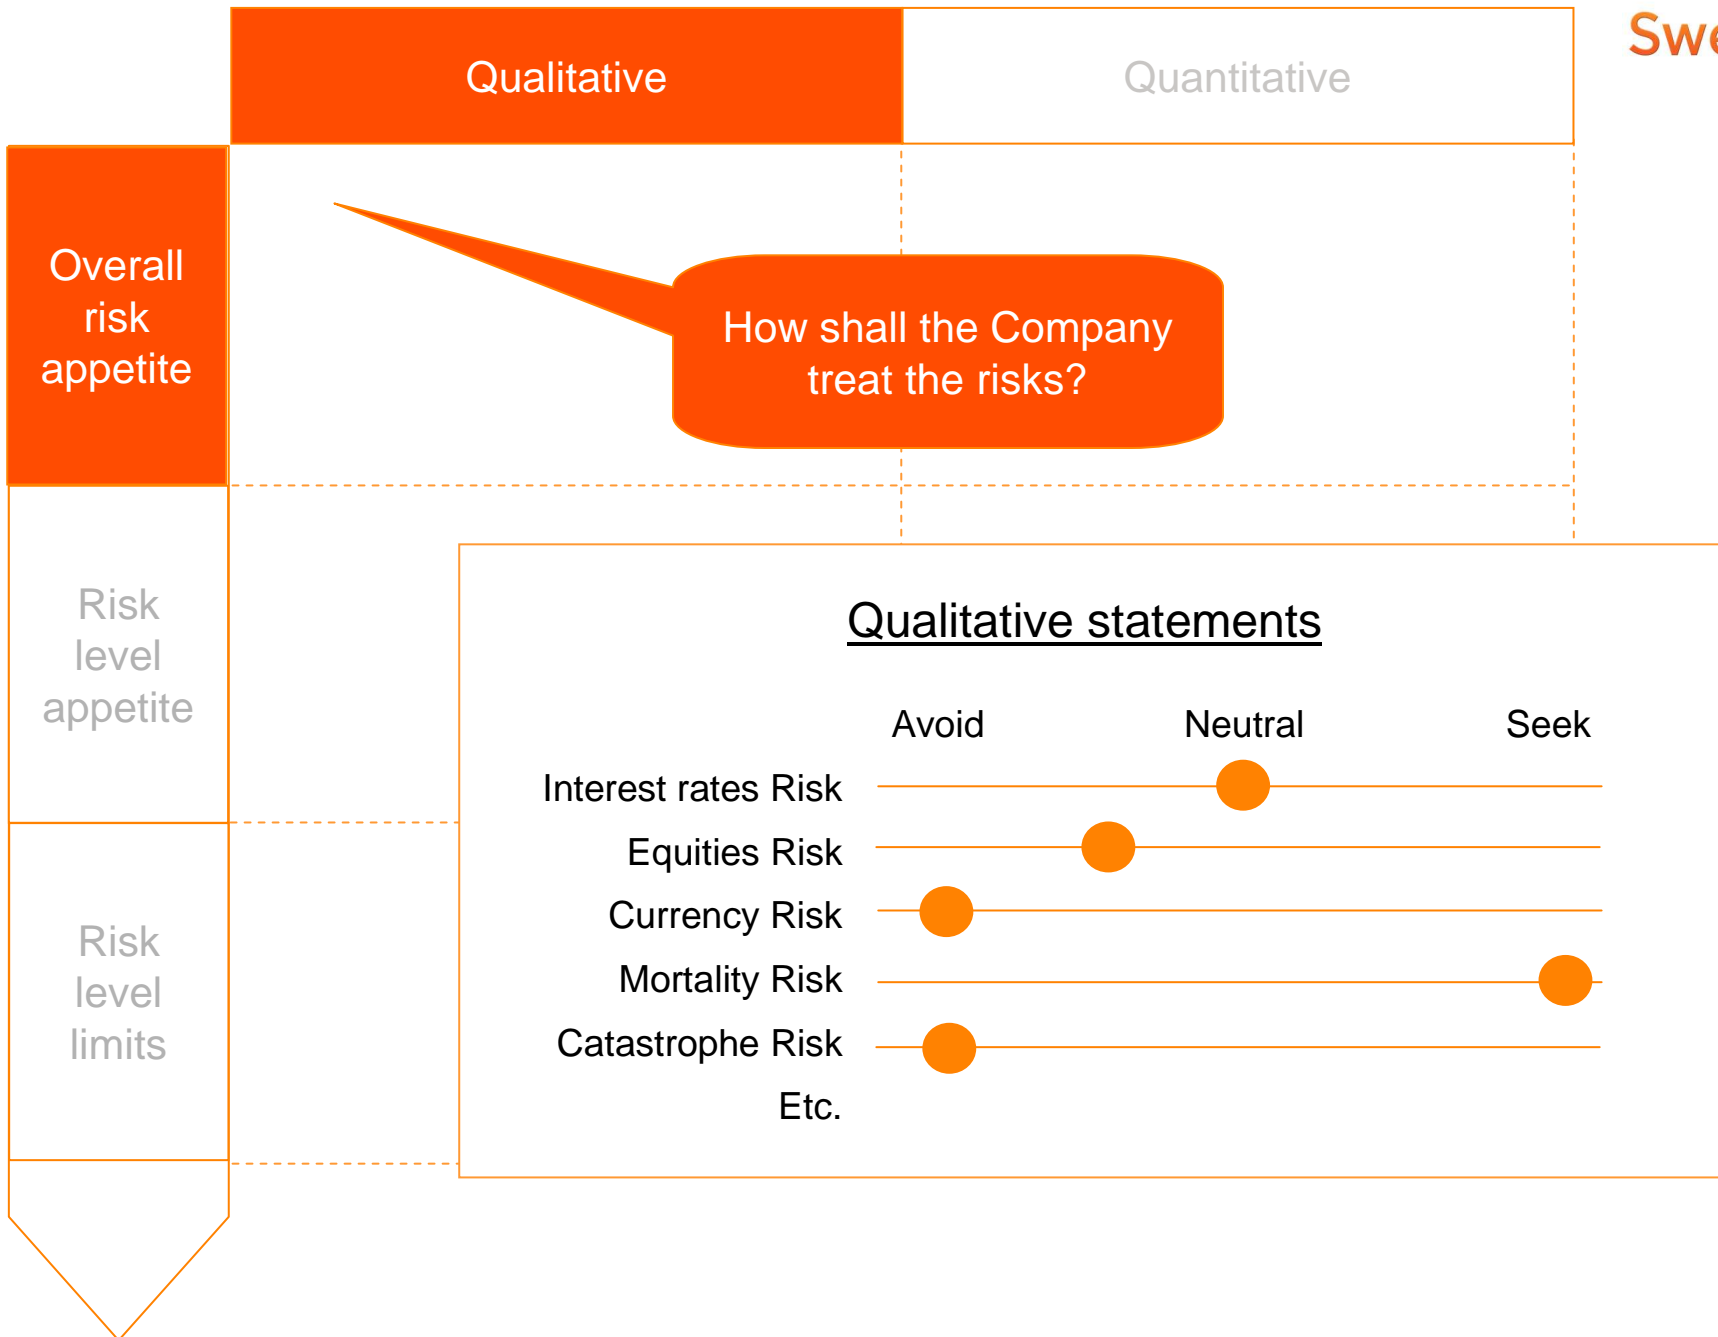 Qualitative
Quantitative
Swe
Overall
risk
appetite
How shall the Company
treat the risks?
Risk
level
appetite
Risk
level
limits
Qualitative statements
Avoid Neutral Seek
Interest rates Risk
Equities Risk
Currency Risk
Mortality Risk
Catastrophe Risk
Etc.